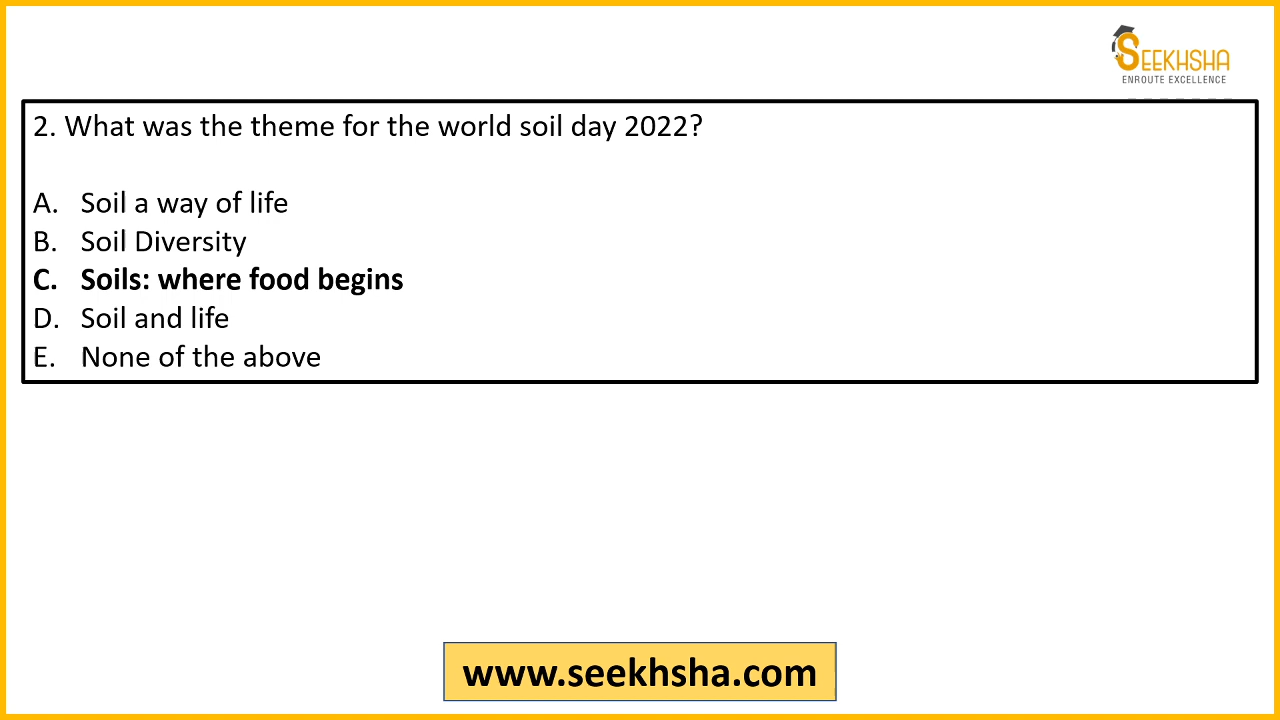 SEEKHSHA
ENROUTE EXCELLENCE
2. What was the theme for the world soil day 2022?
A. Soil a way of life
B. Soil Diversity
C. Soils: where food begins
D. Soil and life
E. None of the above
www.seekhsha.com